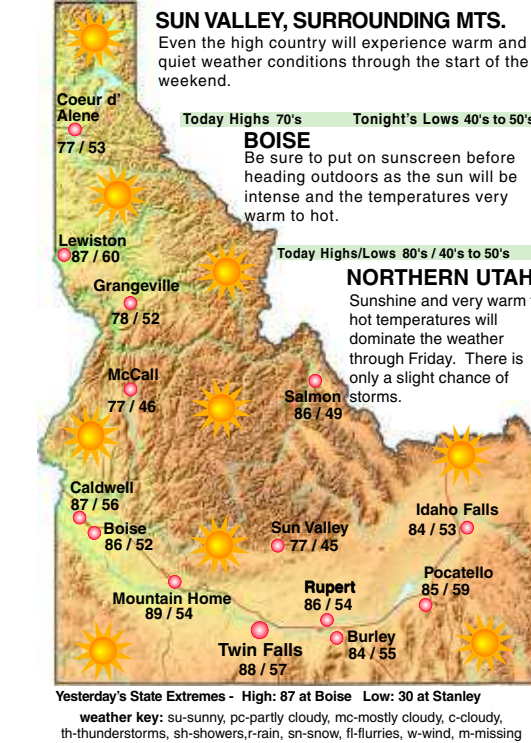 SUN VALLEY, SURROUNDING MTS.
Even the high country will experience warm and
quiet weather conditions through the start of the
weekend.
Today Highs 70's Tonight's Lows 40's to 50's
BOISE
Be sure to put on sunscreen before
heading outdoors as the sun will be
intense and the temperatures very
warm to hot.
Today Highs/Lows 80's / 40's to 50's
NORTHERN UTAH
Sunshine and very warm
hot temperatures will
dominate the weather
through Friday. There is
only a slight chance of
storms.
Coeur d'
Alene
77 / 53
Lewiston
87 / 60
Grangeville
78 / 52
McCall
77 / 46
Salmon
86 / 49
Caldwell
87 / 56
Boise
86 / 52
Sun Valley
77 / 45
Idaho Falls
84 / 53
Mountain Home
89 / 54
Rupert
86 / 54
Pocatello
85 / 59
Twin Falls
88 / 57
Burley
84 / 55
Yesterday's State Extremes - High: 87 at Boise Low: 30 at Stanley
weather key: su-sunny, pc-partly cloudy, mc-mostly cloudy, c-cloudy,
th-thunderstorms, sh-showers,r-rain, sn-snow, fl-flurries, w-wind, m-missing